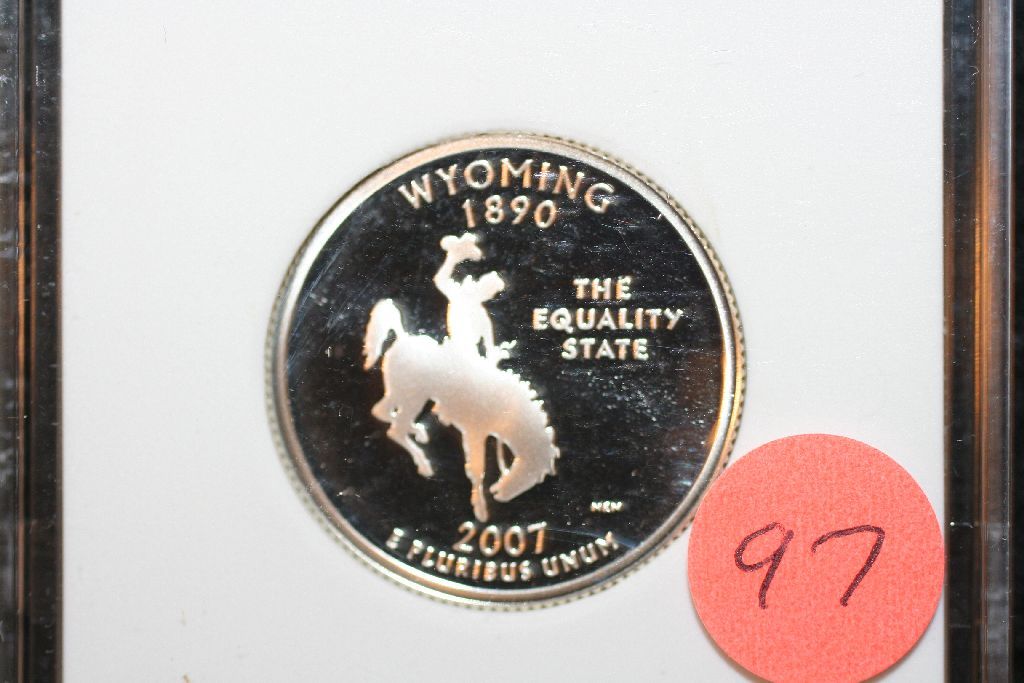 WYOMING
1890
THE
EQUALITY
STATE
2007
E PLURIBUS UNUM
97